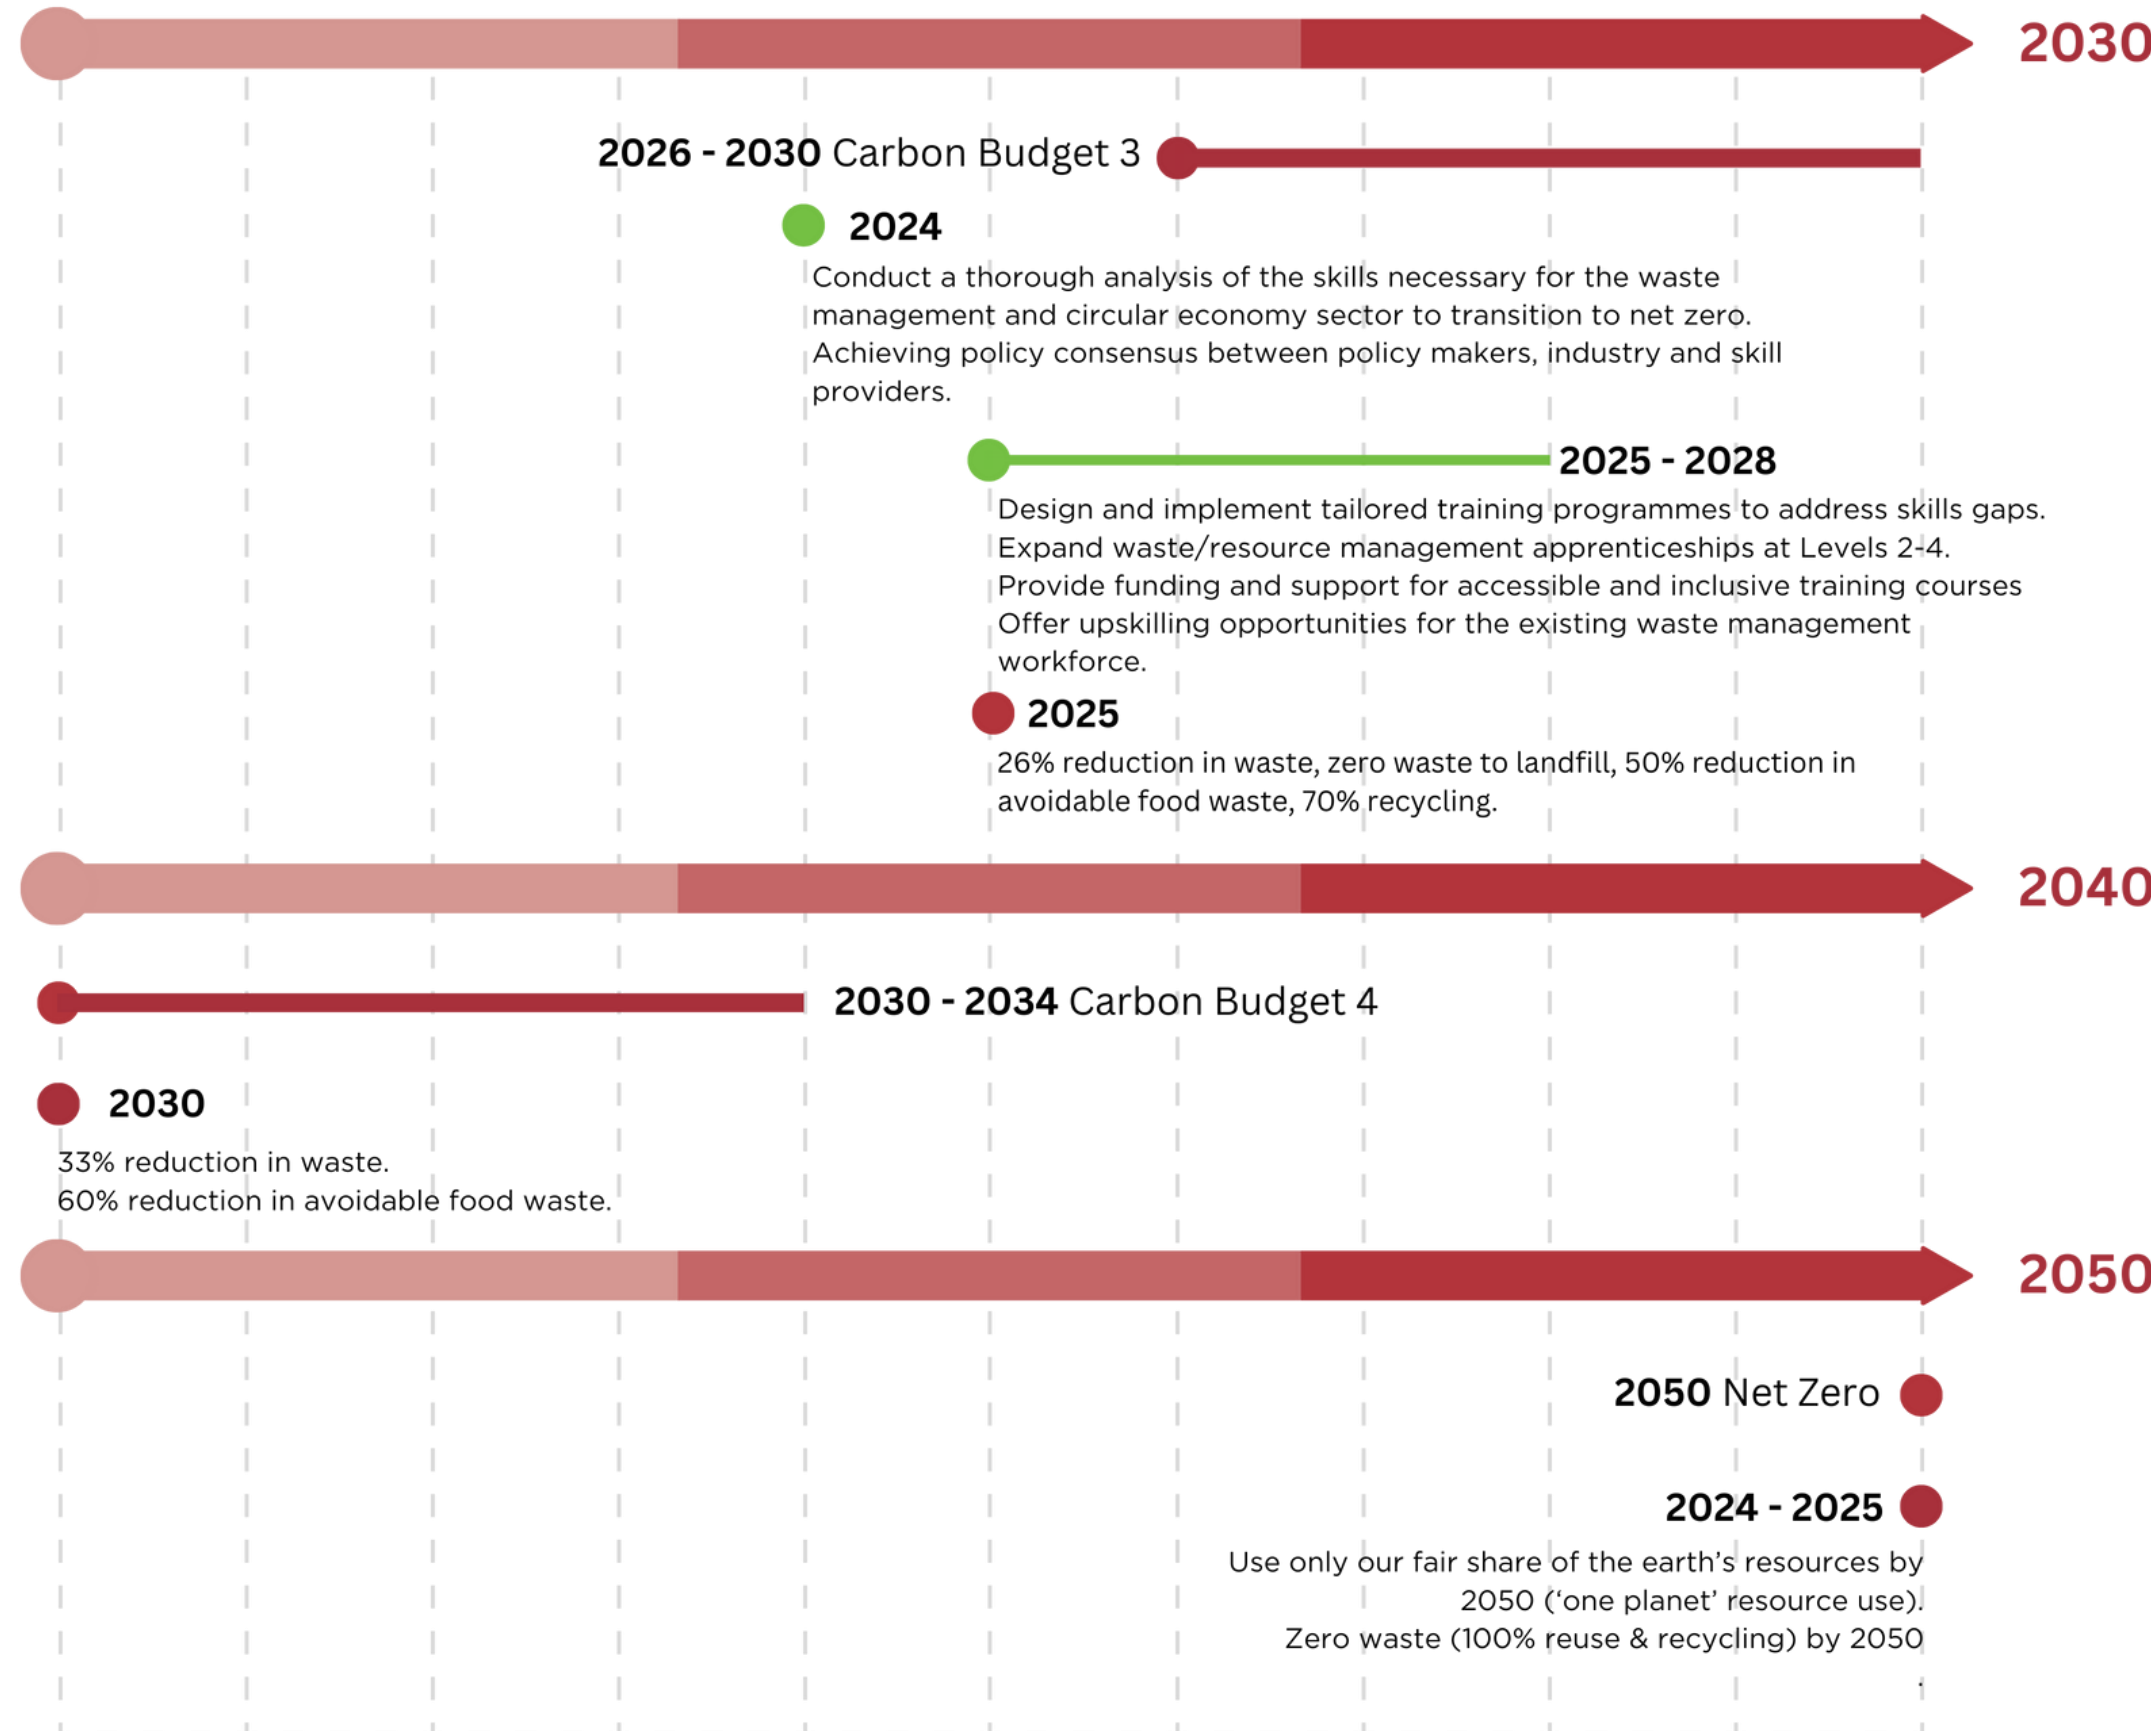 2030
2026 - 2030 Carbon Budget 3
2024
Conduct a thorough analysis of the skills necessary for the waste
management and circular economy sector to transition to net zero.
Achieving policy consensus between policy makers, industry and skill
providers.
2025 - 2028
Design and implement tailored training programmes to address skills gaps.
Expand waste/resource management apprenticeships at Levels 2-4.
Provide funding and support for accessible and inclusive training courses
Offer upskilling opportunities for the existing waste management
workforce.
2025
26% reduction in waste, zero waste to landfill, 50% reduction in
avoidable food waste, 70% recycling.
2040
2030 - 2034 Carbon Budget 4
2030
33% reduction in waste.
60% reduction in avoidable food waste.
2050
2050 Net Zero
2024 - 2025
Use only our fair share of the earth’s resources by
2050 (‘one planet’ resource use).
Zero waste (100% reuse & recycling) by 2050
.